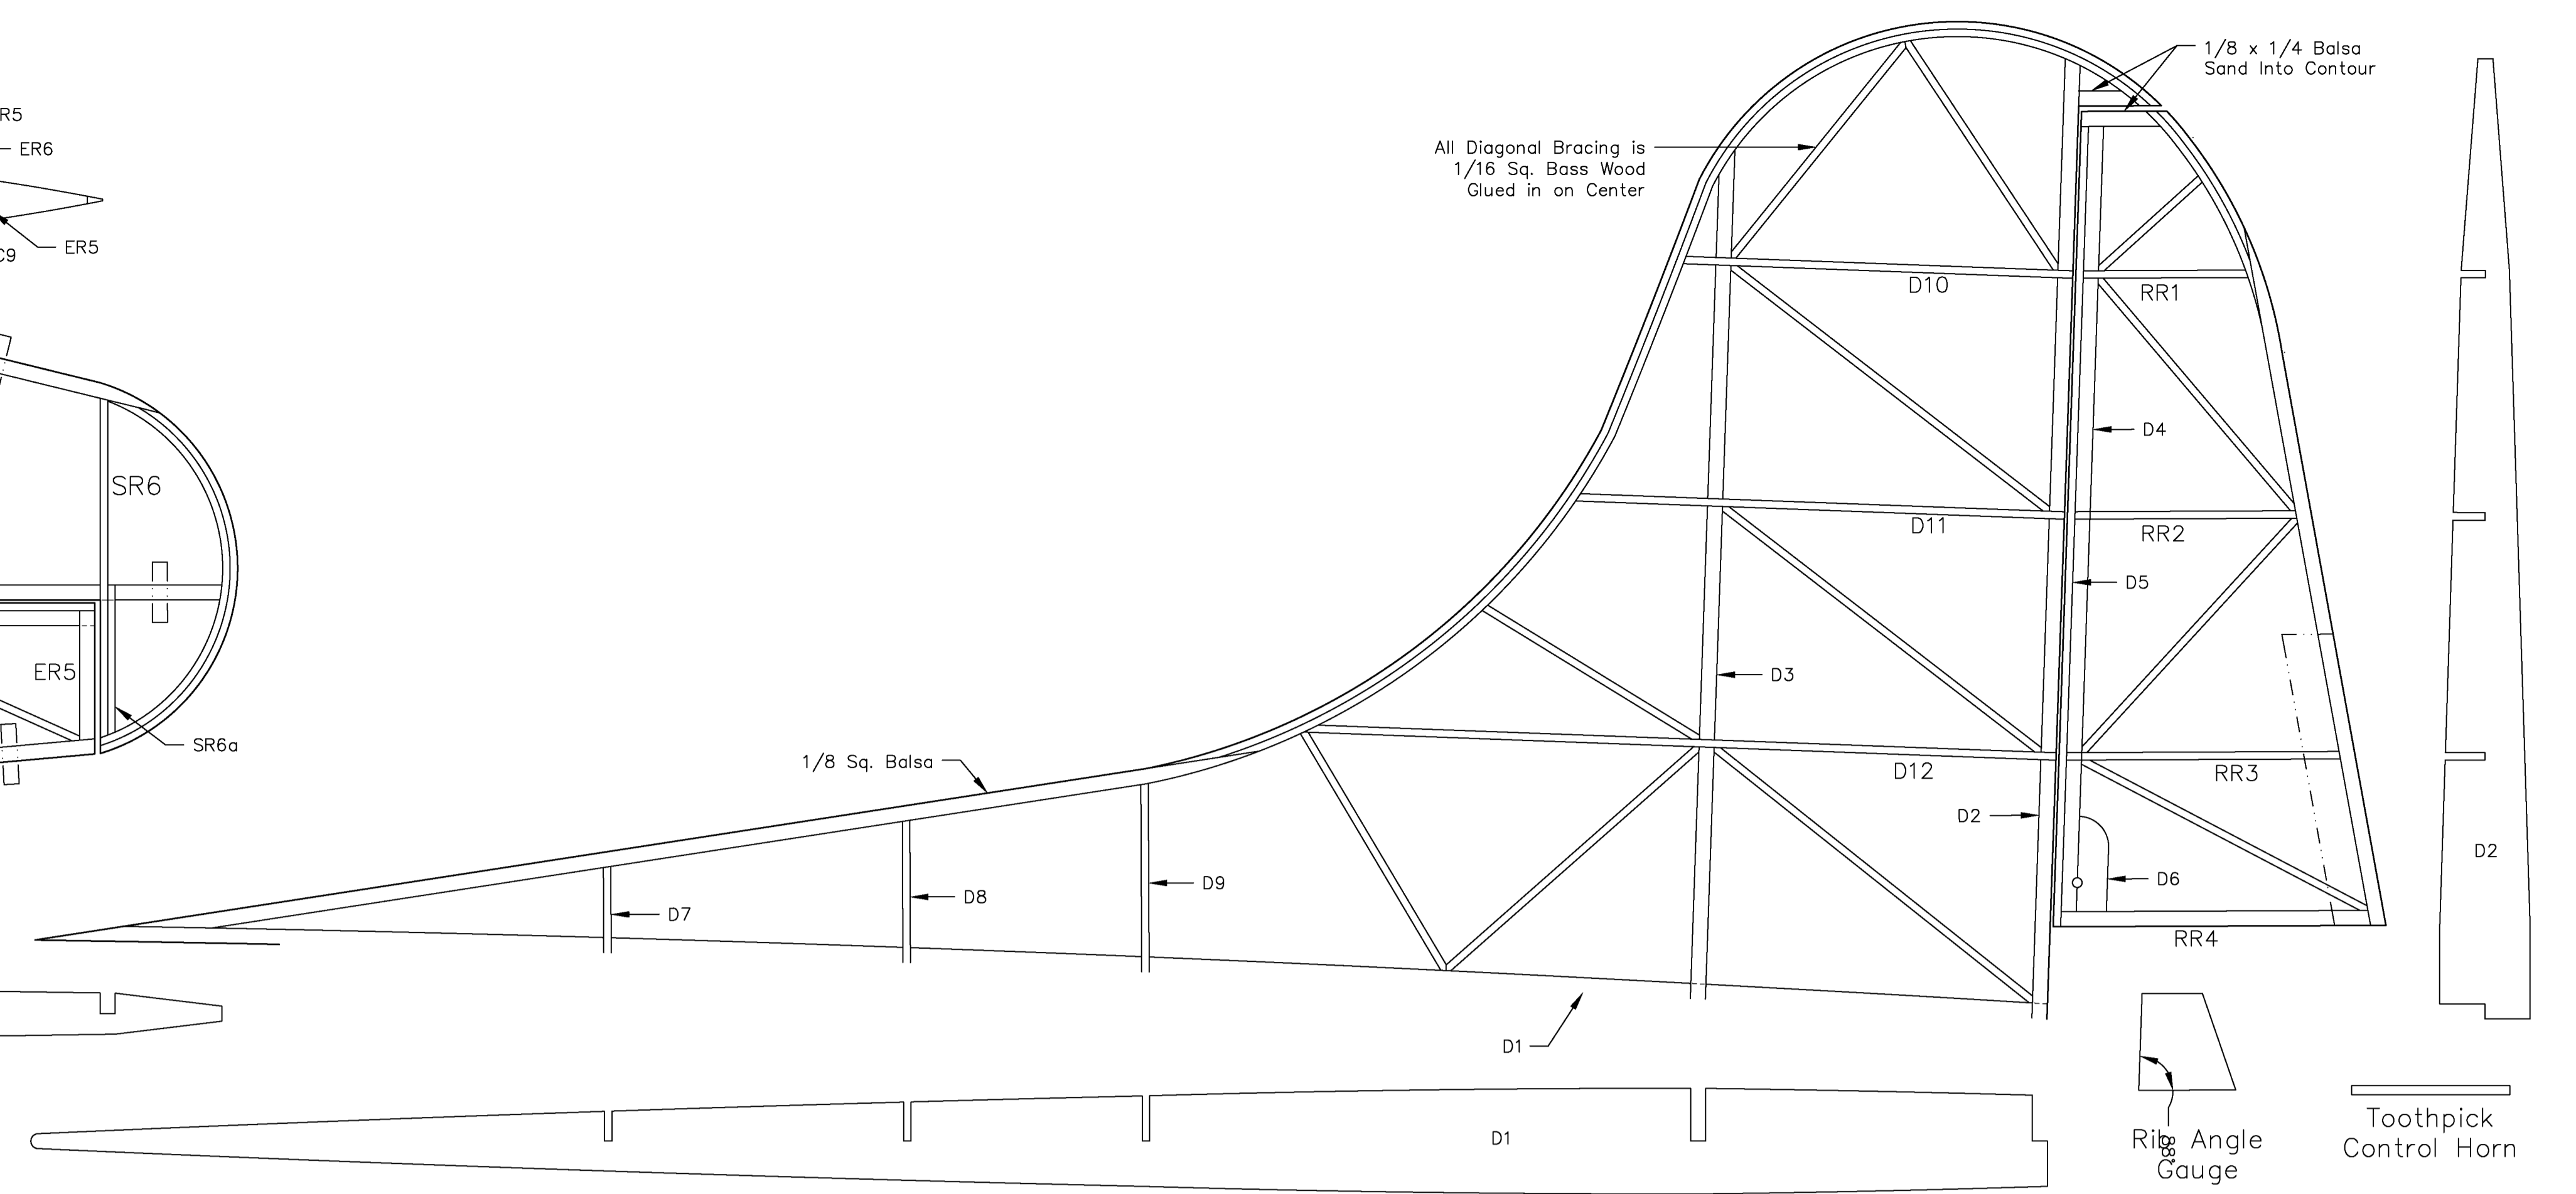 1/8 x 1/4 Balsa
Sand Into Contour
R5
ER6
All Diagonal Bracing is
1/16 Sq. Bass Wood
Glued in on Center
ER5
C9
D10
RR1
D4
SR6
D11
RR2
D5
ER5
D3
SR6a
1/8 Sq. Balsa
D12
RR3
D2
D2
D9
D6
D8
D7
RR4
D1
D1
Toothpick
Control Horn
Rib Angle
Gauge
88°